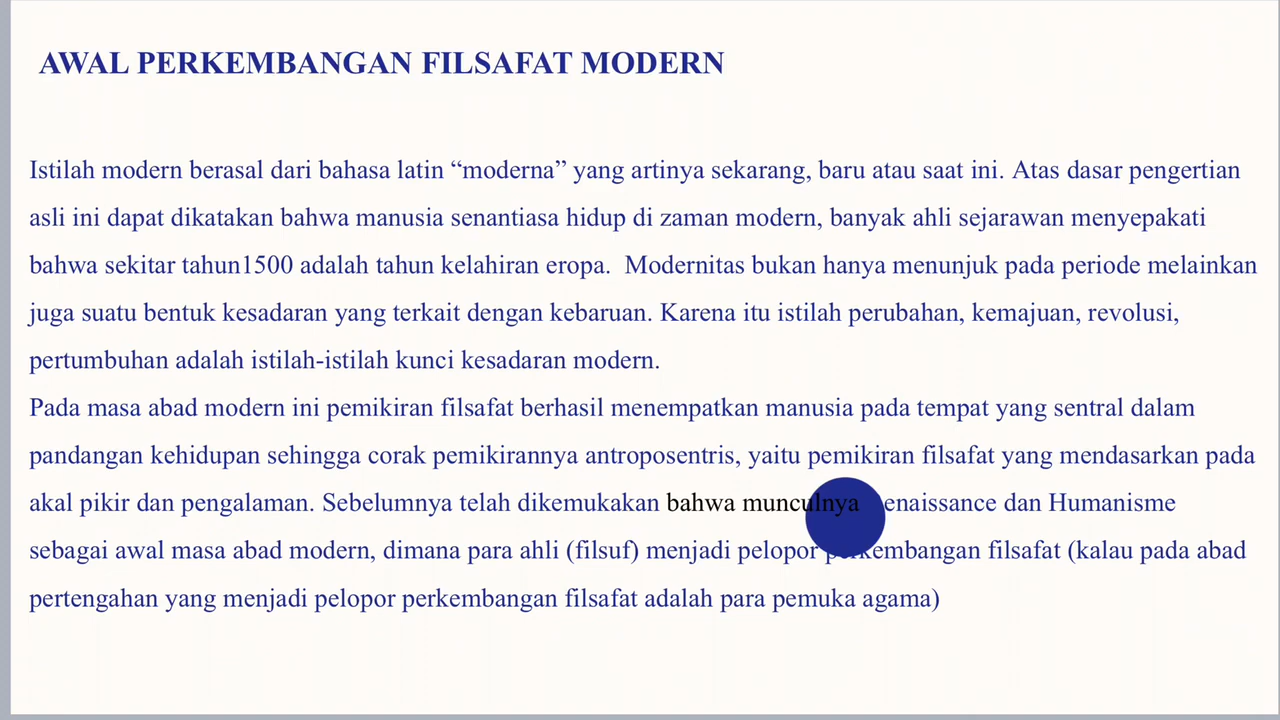 AWAL PERKEMBANGAN FILSAFAT MODERN
Istilah modern berasal dari bahasa latin “moderna” yang artinya sekarang, baru atau saat ini. Atas dasar pengertian
asli ini dapat dikatakan bahwa manusia senantiasa hidup di zaman modern, banyak ahli sejarawan menyepakati
bahwa sekitar tahun1500 adalah tahun kelahiran eropa. Modernitas bukan hanya menunjuk pada periode melainkan
juga suatu bentuk kesadaran yang terkait dengan kebaruan. Karena itu istilah perubahan, kemajuan, revolusi,
pertumbuhan adalah istilah-istilah kunci kesadaran modern.
Pada masa abad modern ini pemikiran filsafat berhasil menempatkan manusia pada tempat yang sentral dalam
pandangan kehidupan sehingga corak pemikirannya antroposentris, yaitu pemikiran filsafat yang mendasarkan pada
akal pikir dan pengalaman. Sebelumnya telah dikemukakan bahwa munculnya Renaissance dan Humanisme
sebagai awal masa abad modern, dimana para ahli (filsuf) menjadi pelopor perkembangan filsafat (kalau pada abad
pertengahan yang menjadi pelopor perkembangan filsafat adalah para pemuka agama)